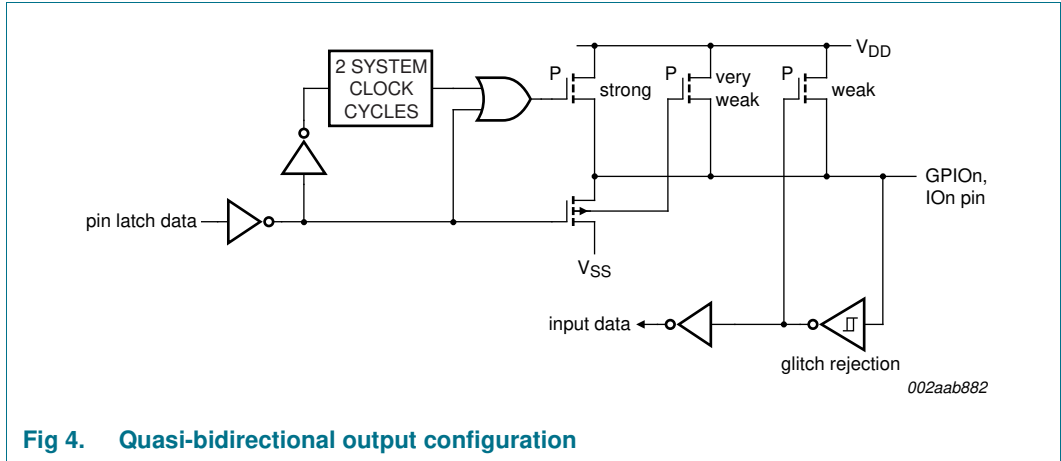 2 SYSTEM
CLOCK
CYCLES
P
strong
P
very
weak
P
weak
VDD
GPIOn,
IOn pin
pin latch data
VSS
input data
glitch rejection
002aab882
Fig 4. Quasi-bidirectional output configuration